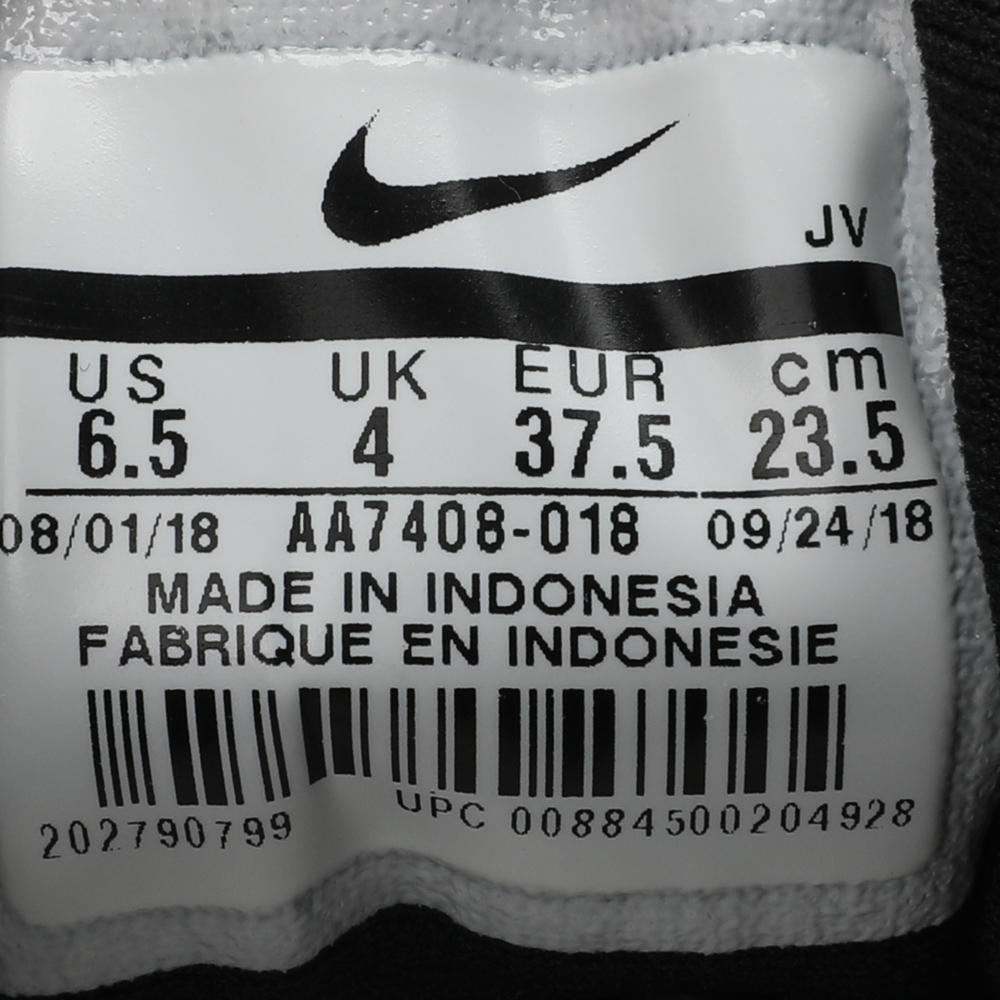 JV
US UK EUR cm
6.5 4 37.5 23.5
08/01/18 AA7408-018 09/24/18
MADE IN INDONESIA
FABRIQUE EN INDONESIE
202790799 UPC 00884500204928